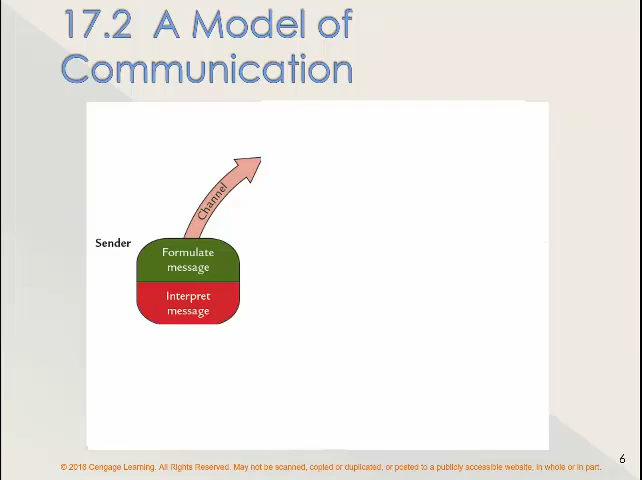 17.2 A Model of
Communication
Channel
Sender
Formulate
message
Interpret
message
© 2016 Cengage Learning. All Rights Reserved. May not be scanned, copied or duplicated, or posted to a publicly accessible website, in whole or in part.
6